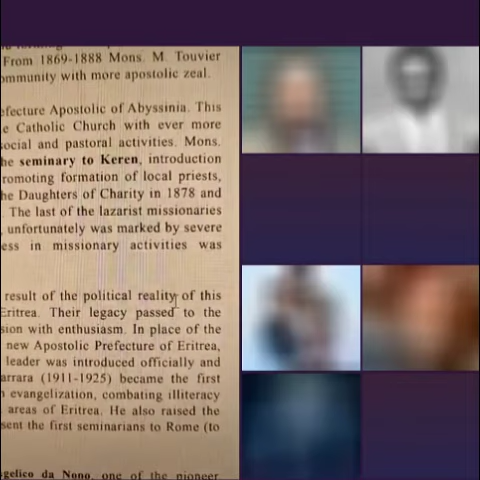 From 1869-1888 Mons. M. Touvier
ommunity with more apostolic zeal.
efecture Apostolic of Abyssinia. This
e Catholic Church with ever more
ocial and pastoral activities. Mons.
he seminary to Keren, introduction
romoting formation of local priests,
he Daughters of Charity in 1878 and
. The last of the lazarist missionaries
, unfortunately was marked by severe
ess in missionary activities was
result of the political reality of this
Eritrea. Their legacy passed to the
sion with enthusiasm. In place of the
new Apostolic Prefecture of Eritrea,
leader was introduced officially and
arrara (1911-1925) became the first
n evangelization, combating illiteracy
areas of Eritrea. He also raised the
sent the first seminarians to Rome (to
gelico da Nono, one of the pioneer